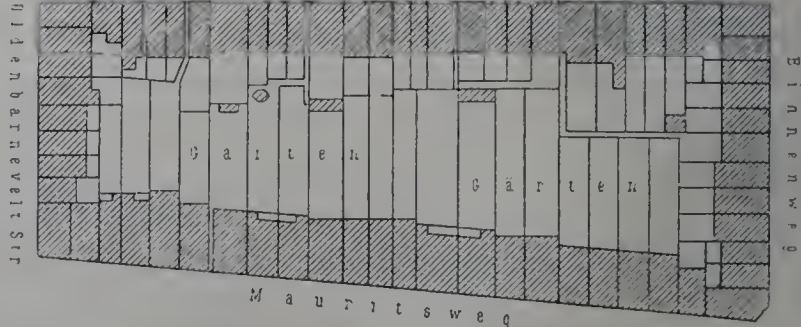 Oldenbarnevelt Str
Garten
Gärten
Binnenweg
Mauritsweg